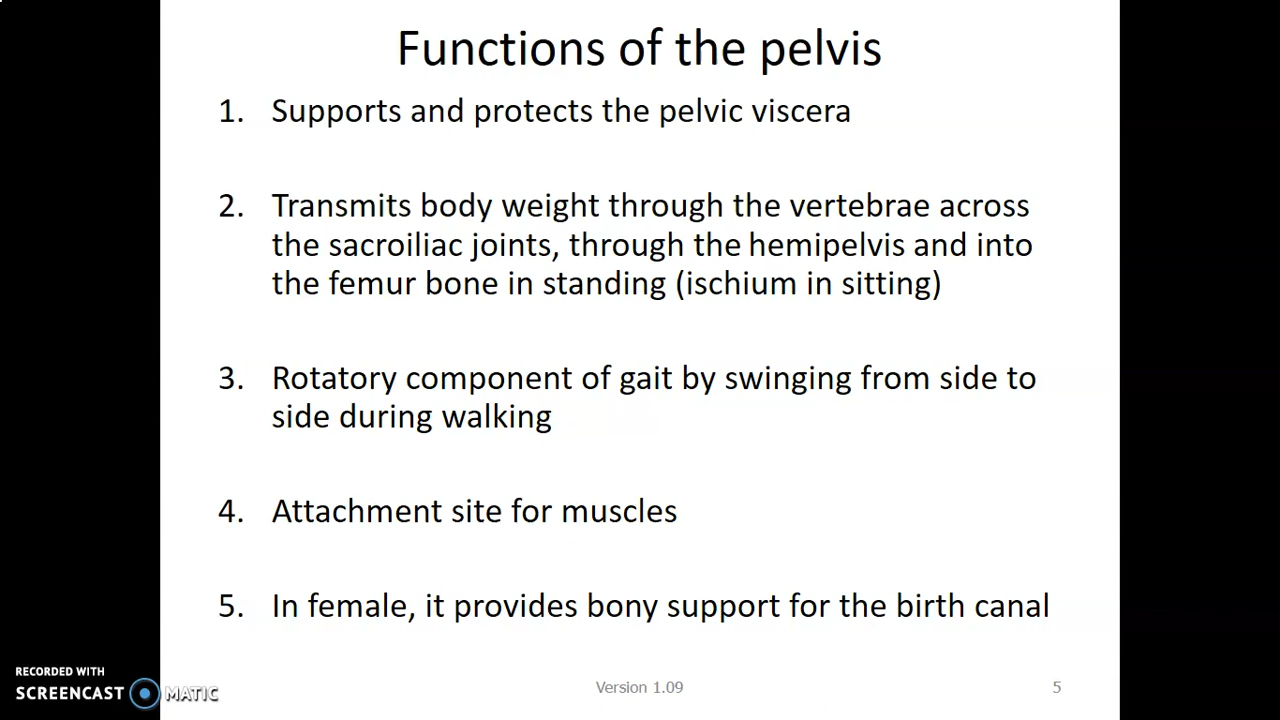 Functions of the pelvis
1. Supports and protects the pelvic viscera
2. Transmits body weight through the vertebrae across
the sacroiliac joints, through the hemipelvis and into
the femur bone in standing (ischium in sitting)
3. Rotatory component of gait by swinging from side to
side during walking
4. Attachment site for muscles
5. In female, it provides bony support for the birth canal
RECORDED WITH
SCREENCAST MATIC
Version 1.09
5